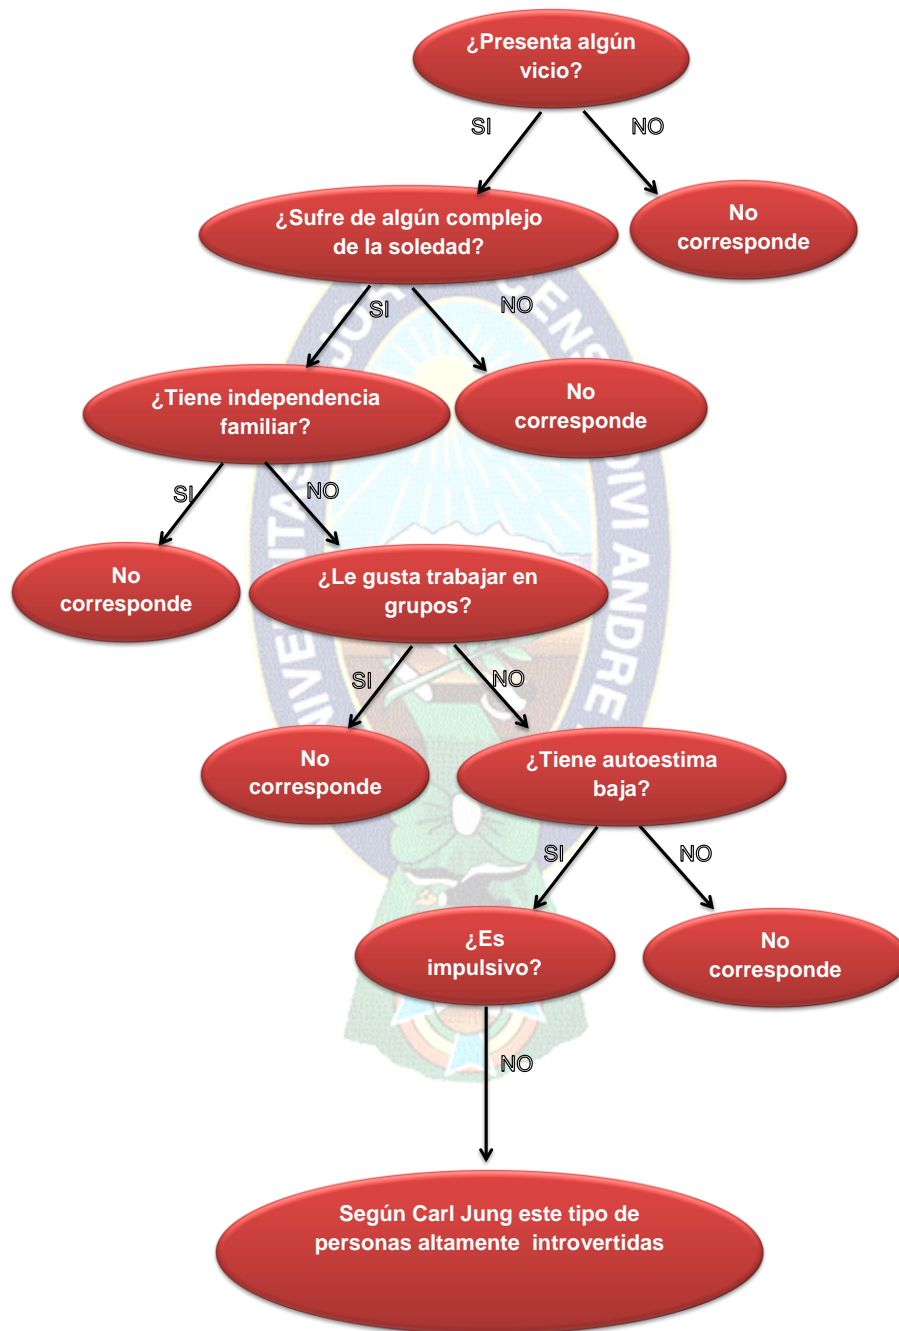 ¿Presenta algún
vicio?
SI
NO
¿Sufre de algún complejo
de la soledad?
No
corresponde
SI
NO
¿Tiene independencia
familiar?
No
corresponde
SI
NO
No
corresponde
¿Le gusta trabajar en
grupos?
SI
NO
No
corresponde
¿Tiene autoestima
baja?
SI
NO
¿Es
impulsivo?
No
corresponde
NO
Según Carl Jung este tipo de
personas altamente introvertidas
DIVI ANDRE